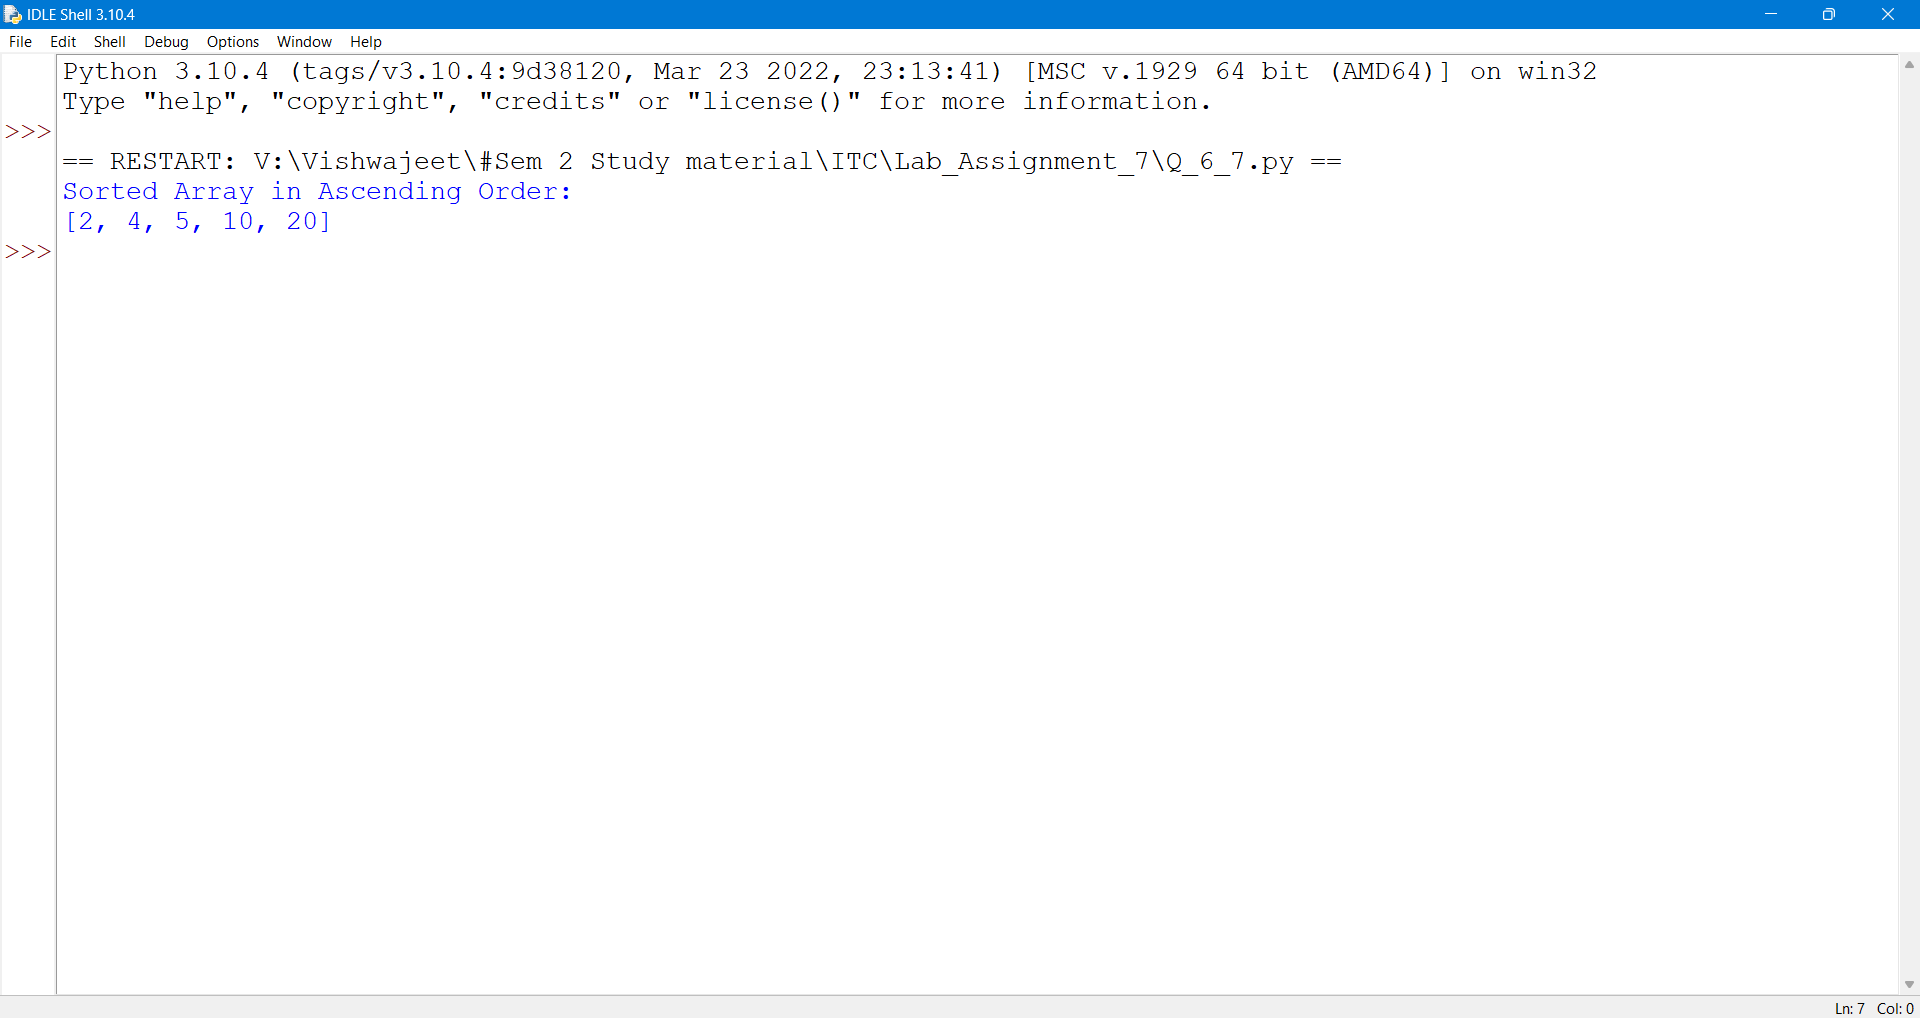 IDLE Shell 3.10.4
File Edit Shell Debug Options Window Help
Python 3.10.4 (tags/v3.10.4:9d38120, Mar 23 2022, 23:13:41) [MSC v.1929 64 bit (AMD64)] on win32
Type "help", "copyright", "credits" or "license()" for more information.
>>>
== RESTART: V:\Vishwajeet\#Sem 2 Study material\ITC\Lab_Assignment_7\Q_6_7.py ==
Sorted Array in Ascending Order:
[2, 4, 5, 10, 20]
>>>
Ln: 7 Col: 0